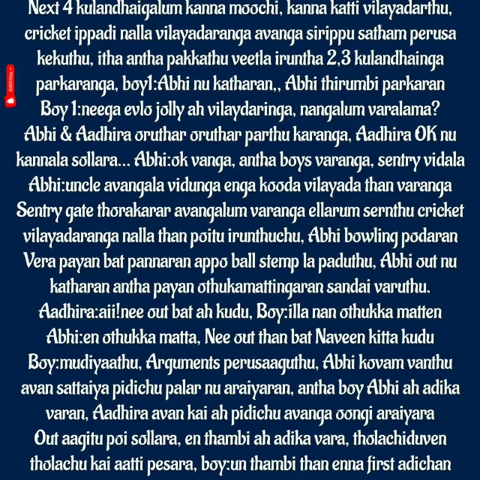 Next 4 kulandhaigalum kanna moochi, kanna katti vilayadarthu,
cricket ippadi nalla vilayadaranga avanga sirippu satham perusa
kekuthu, itha antha pakkathu veetla iruntha 2,3 kulandhainga
parkaranga, boy1:Abhi nu katharan,, Abhi thirumbi parkaran
Boy 1:neega evlo jolly ah vilaydaringa, nangalum varalama?
Abhi & Aadhira oruthar oruthar parthu karanga, Aadhira OK nu
kannala sollara... Abhi:ok vanga, antha boys varanga, sentry vidala
Abhi:uncle avangala vidunga enga kooda vilayada than varanga
Sentry gate thorakarar avangalum varanga ellarum sernthu cricket
vilayadaranga nalla than poitu irunthuchu, Abhi bowling podaran
Vera payan bat pannaran appo ball stemp la paduthu, Abhi out nu
katharan antha payan othukamattingaran sandai varuthu.
Aadhira:aii!nee out bat ah kudu, Boy:illa nan othukka matten
Abhi:en othukka matta, Nee out than bat Naveen kitta kudu
Boy:mudiyaathu, Arguments perusaaguthu, Abhi kovam vanthu
avan sattaiya pidichu palar nu araiyaran, antha boy Abhi ah adika
varan, Aadhira avan kai ah pidichu avanga oongi araiyara
Out aagitu poi sollara, en thambi ah adika vara, tholachiduven
tholachu kai aatti pesara, boy:un thambi than enna first adichan